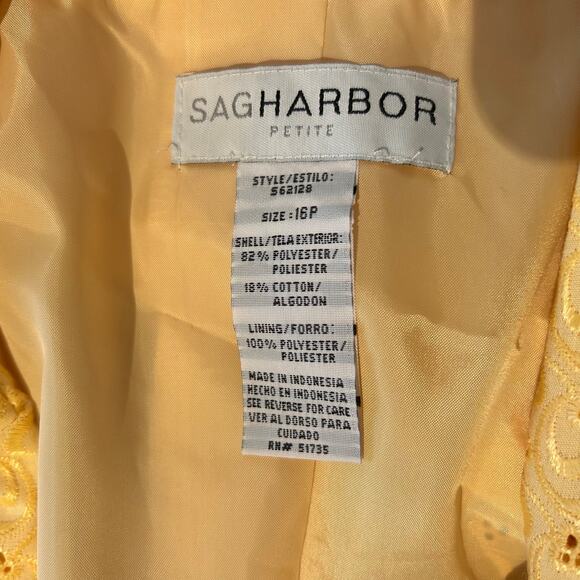 SAGHARBOR
PETITE
STYLE/ESTILO:
S62128
SIZE:16P
SHELL/TELA EXTERIOR:
82% POLYESTER/
POLIESTER
18% COTTON/
ALGODON
LINING/FORRO:
100% POLYESTER/
POLIESTER
MADE IN INDONESIA
HECHO EN INDONESIA
SEE REVERSE FOR CARE
VER AL DORSO PARA
CUIDADO
RN# 51735